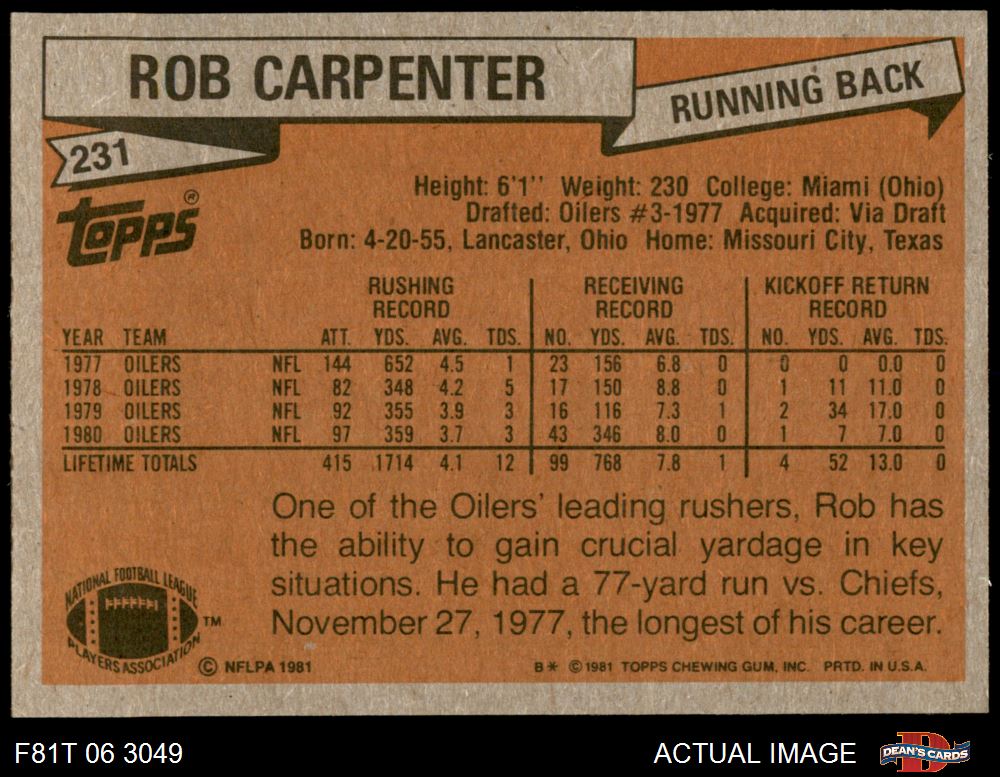 ROB CARPENTER
RUNNING BACK
231
Topps®
Height: 6'1'' Weight: 230 College: Miami (Ohio)
Drafted: Oilers #3-1977 Acquired: Via Draft
Born: 4-20-55, Lancaster, Ohio Home: Missouri City, Texas
RUSHING RECORD RECEIVING RECORD KICKOFF RETURN RECORD
YEAR TEAM ATT. YDS. AVG. TDS. NO. YDS. AVG. TDS. NO. YDS. AVG. TDS.
1977 OILERS NFL 144 652 4.5 1 23 156 6.8 0 0 0 0.0 0
1978 OILERS NFL 82 348 4.2 5 17 150 8.8 0 1 11 11.0 0
1979 OILERS NFL 92 355 3.9 3 16 116 7.3 1 2 34 17.0 0
1980 OILERS NFL 97 359 3.7 3 43 346 8.0 0 1 7 7.0 0
LIFETIME TOTALS 415 1714 4.1 12 99 768 7.8 1 4 52 13.0 0
One of the Oilers' leading rushers, Rob has
the ability to gain crucial yardage in key
situations. He had a 77-yard run vs. Chiefs,
November 27, 1977, the longest of his career.
NATIONAL FOOTBALL LEAGUE
PLAYERS ASSOCIATION
TM
© NFLPA 1981
B* © 1981 TOPPS CHEWING GUM, INC. PRTD. IN U.S.A.
F81T 06 3049
ACTUAL IMAGE
D
DEAN'S CARDS